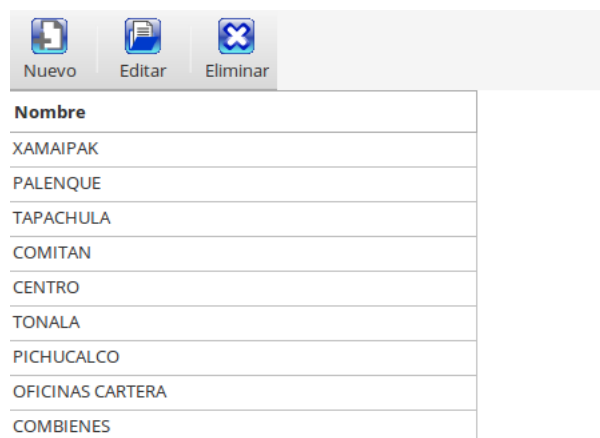 Nuevo Editar Eliminar
Nombre
XAMAIPAK
PALENQUE
TAPACHULA
COMITAN
CENTRO
TONALA
PICHUCALCO
OFICINAS CARTERA
COMBIENES